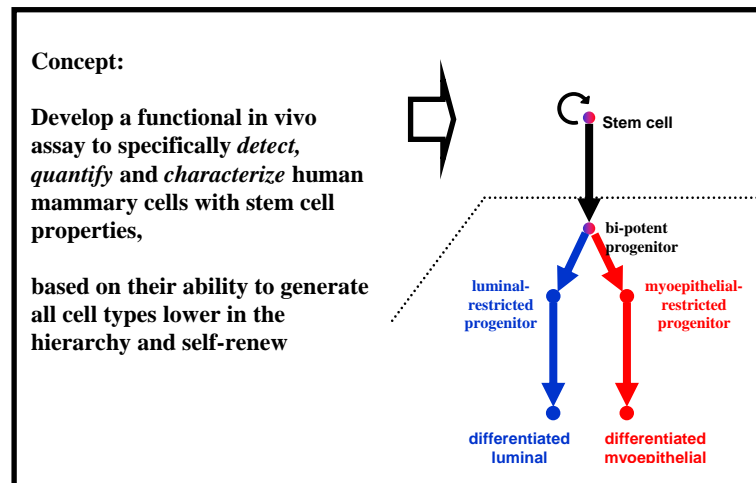 Concept:
Develop a functional in vivo
assay to specifically detect,
quantify and characterize human
mammary cells with stem cell
properties,
based on their ability to generate
all cell types lower in the
hierarchy and self-renew
Stem cell
bi-potent
progenitor
luminal-
restricted
progenitor
myoepithelial-
restricted
progenitor
differentiated
luminal
differentiated
myoepithelial